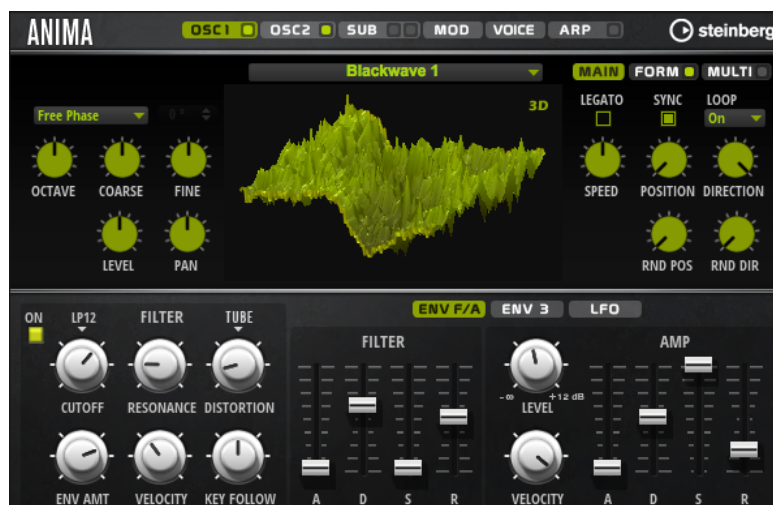 ANIMA OSC1 OSC2 SUB MOD VOICE ARP steinberg
Blackwave 1 MAIN FORM MULTI
3D LEGATO SYNC LOOP
Free Phase 0 ° On
OCTAVE COARSE FINE SPEED POSITION DIRECTION
LEVEL PAN RND POS RND DIR
ENV F/A ENV 3 LFO
ON LP12 FILTER TUBE
FILTER AMP
-∞ +12 dB
CUTOFF RESONANCE DISTORTION LEVEL
ENV AMT VELOCITY KEY FOLLOW A D S R VELOCITY A D S R